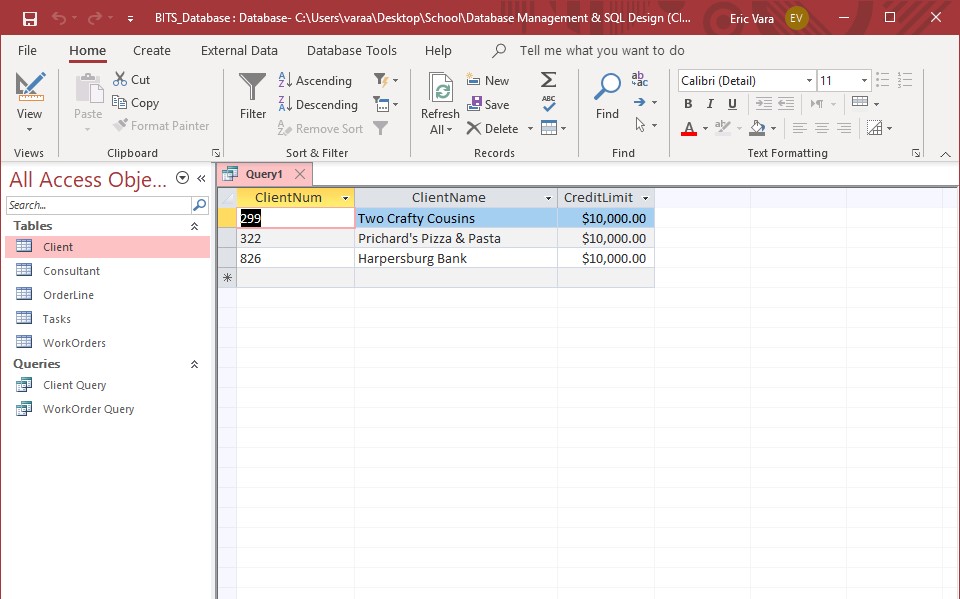 BITS_Database : Database- C:\Users\varaa\Desktop\School\Database Management & SQL Design (Cl... Eric Vara EV
File Home Create External Data Database Tools Help Tell me what you want to do
View
Views
Paste
Cut
Copy
Format Painter
Clipboard
Filter
Ascending
Descending
Remove Sort
Sort & Filter
Refresh
All
New
Save
Delete
Records
Find
Find
Calibri (Detail) 11
B I U
Text Formatting
All Access Obje...
Search...
Tables
Client
Consultant
OrderLine
Tasks
WorkOrders
Queries
Client Query
WorkOrder Query
Query1
ClientNum ClientName CreditLimit
299 Two Crafty Cousins $10,000.00
322 Prichard's Pizza & Pasta $10,000.00
826 Harpersburg Bank $10,000.00